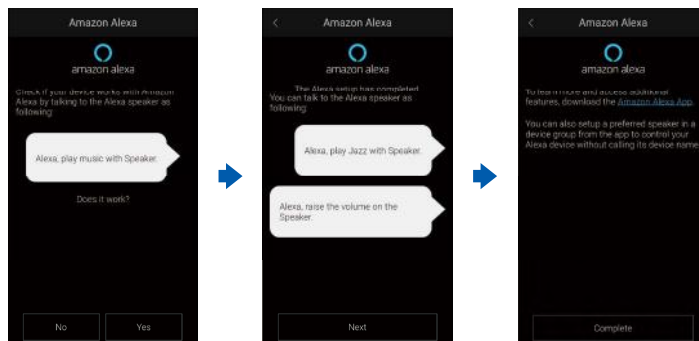 Amazon Alexa
amazon alexa
Check if your device works with Amazon
Alexa by talking to the Alexa speaker as
following:
Alexa, play music with Speaker.
Does it work?
No
Yes
Amazon Alexa
amazon alexa
The Alexa setup has completed.
You can talk to the Alexa speaker as
following:
Alexa, play Jazz with Speaker.
Alexa, raise the volume on the
Speaker.
Next
Amazon Alexa
amazon alexa
To learn more and access additional
features, download the Amazon Alexa App.
You can also setup a preferred speaker in a
device group from the app to control your
Alexa device without calling its device name
Complete